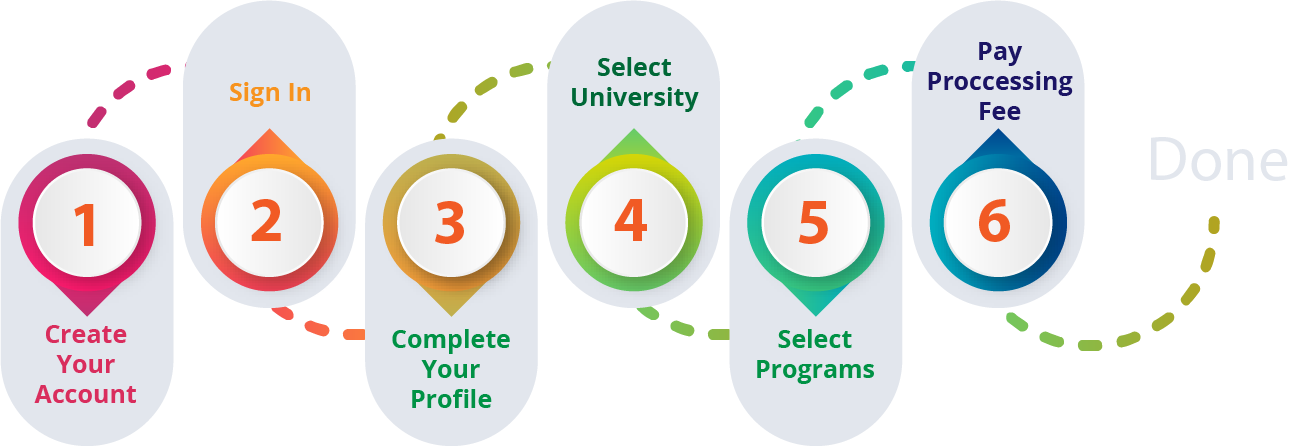 1
Create
Your
Account
Sign In
2
3
Complete
Your
Profile
Select
University
4
5
Select
Programs
Pay
Proccessing
Fee
6
Done